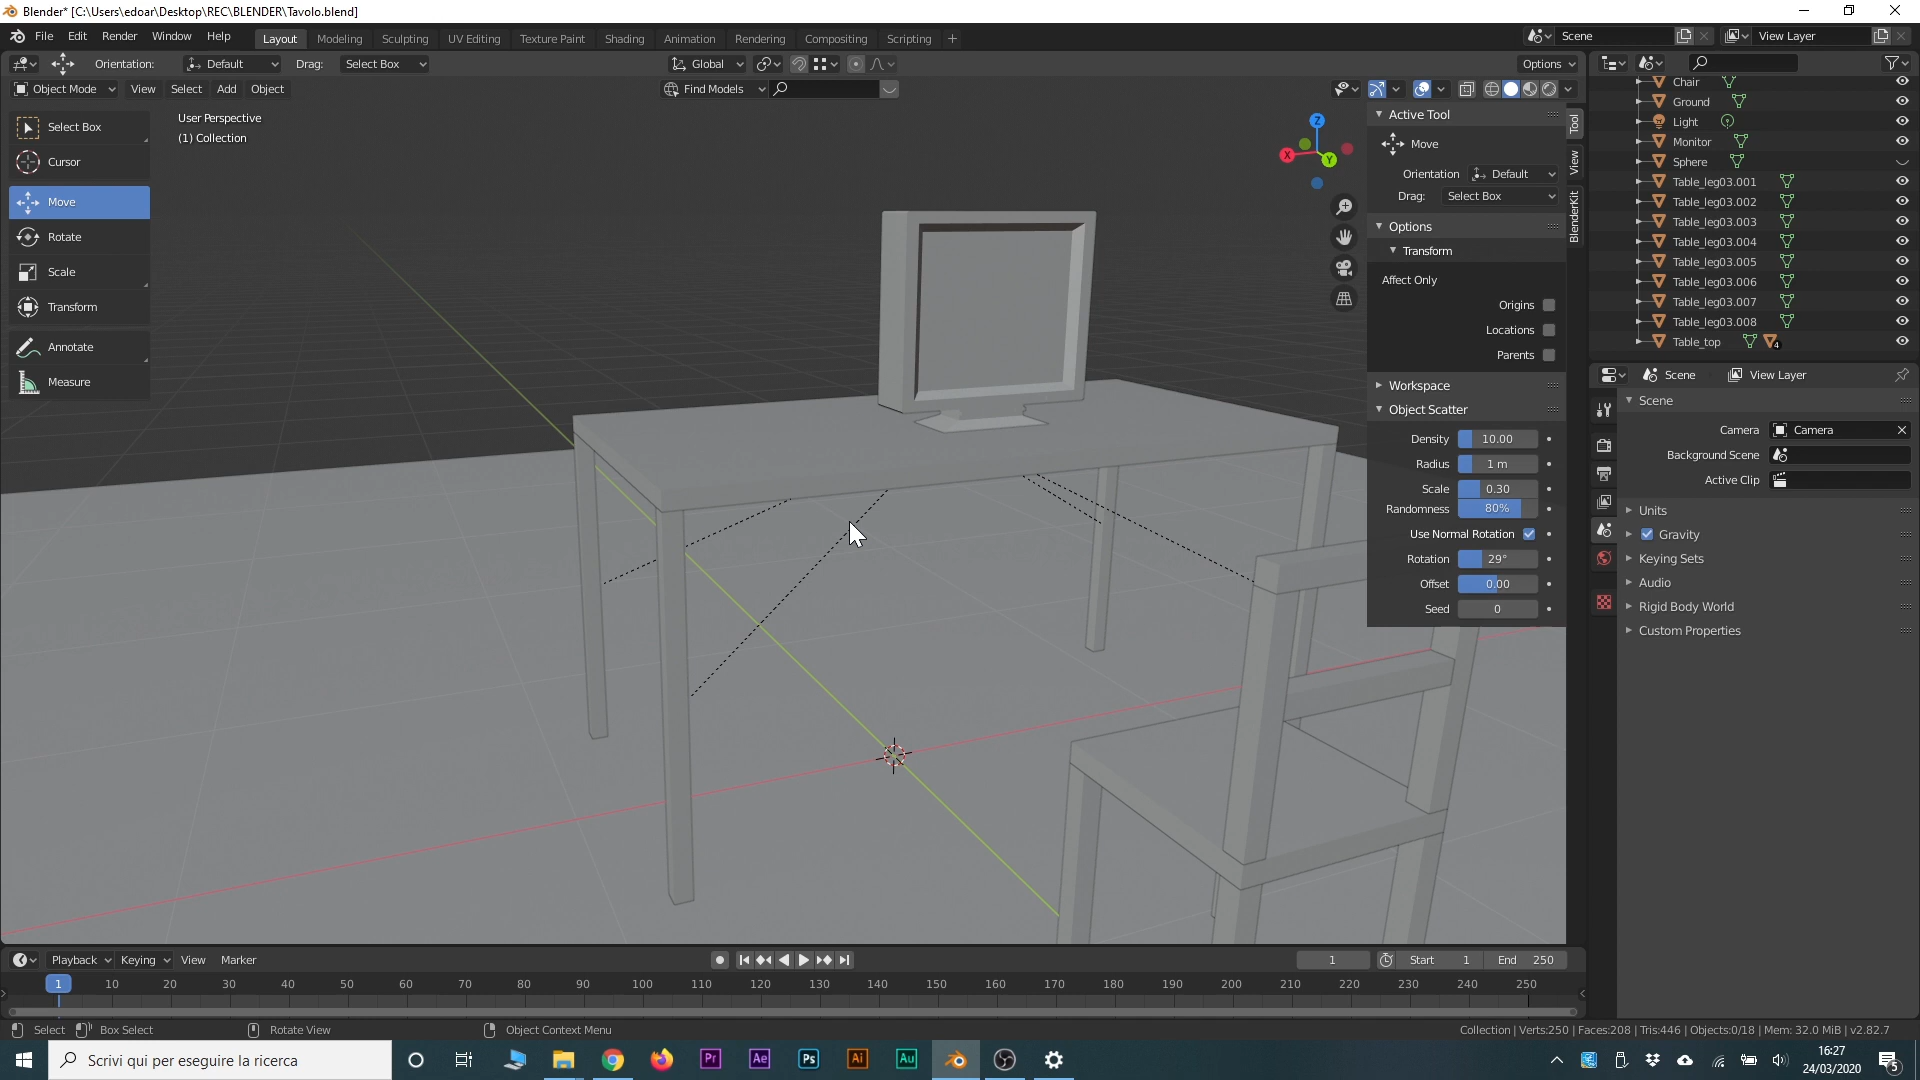 Blender* [C:\Users\edoar\Desktop\REC\BLENDER\Tavolo.blend]
File Edit Render Window Help
Layout Modeling Sculpting UV Editing Texture Paint Shading Animation Rendering Compositing Scripting +
Scene
View Layer
Orientation: Default Drag: Select Box
Global
Options
Object Mode View Select Add Object
Find Models
User Perspective
(1) Collection
Select Box
Cursor
Move
Rotate
Scale
Transform
Annotate
Measure
Z
X
Y
Active Tool
Move
Orientation Default
Drag: Select Box
Options
Transform
Affect Only
Origins
Locations
Parents
Workspace
Object Scatter
Density 10.00
Radius 1 m
Scale 0.30
Randomness 80%
Use Normal Rotation
Rotation 29°
Offset 0.00
Seed 0
Tool
View
BlenderKit
Chair
Ground
Light
Monitor
Sphere
Table_leg03.001
Table_leg03.002
Table_leg03.003
Table_leg03.004
Table_leg03.005
Table_leg03.006
Table_leg03.007
Table_leg03.008
Table_top 4
Scene View Layer
Scene
Camera Camera
Background Scene
Active Clip
Units
Gravity
Keying Sets
Audio
Rigid Body World
Custom Properties
Playback Keying View Marker
1 Start 1 End 250
1 10 20 30 40 50 60 70 80 90 100 110 120 130 140 150 160 170 180 190 200 210 220 230 240 250
Select Box Select Rotate View Object Context Menu
Collection | Verts:250 | Faces:208 | Tris:446 | Objects:0/18 | Mem: 32.0 MiB | v2.82.7
Scrivi qui per eseguire la ricerca
Pr Ae Ps Ai Au
16:27
24/03/2020
5